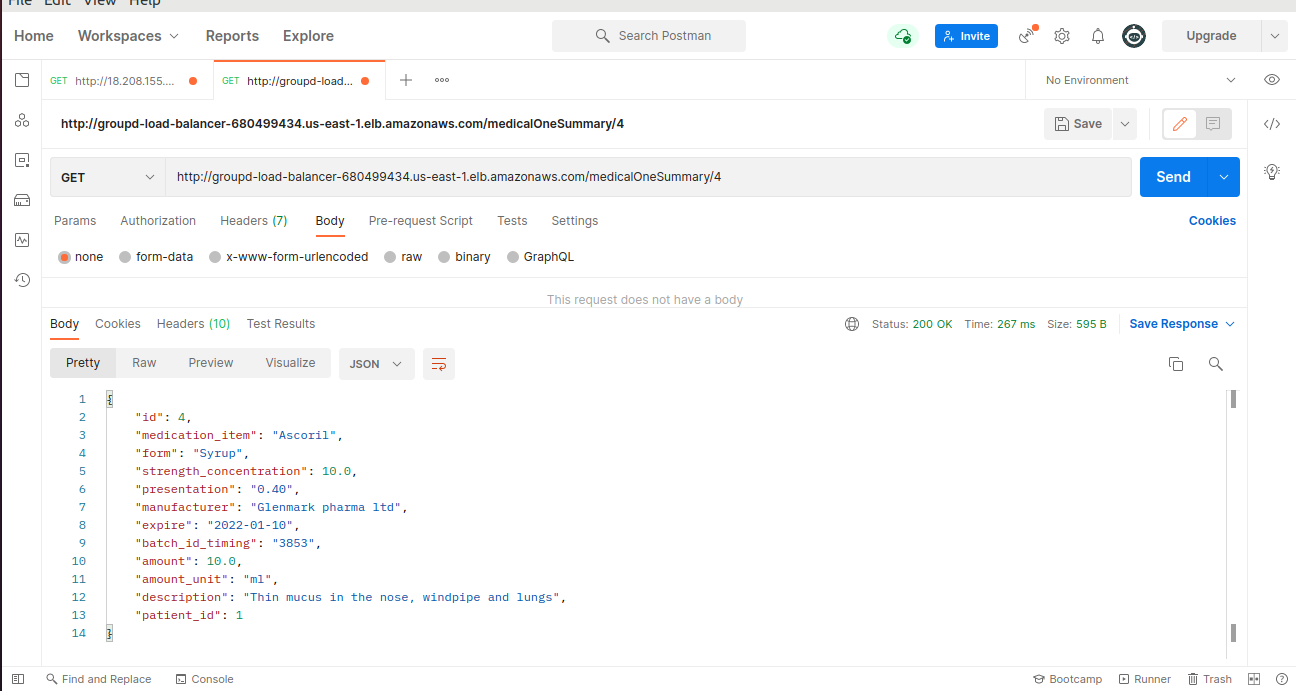 File Edit View Help
Home Workspaces Reports Explore Search Postman Invite Upgrade
GET http://18.208.155.... GET http://groupd-load... No Environment
http://groupd-load-balancer-680499434.us-east-1.elb.amazonaws.com/medicalOneSummary/4 Save
GET http://groupd-load-balancer-680499434.us-east-1.elb.amazonaws.com/medicalOneSummary/4 Send
Params Authorization Headers (7) Body Pre-request Script Tests Settings Cookies
none form-data x-www-form-urlencoded raw binary GraphQL
This request does not have a body
Body Cookies Headers (10) Test Results Status: 200 OK Time: 267 ms Size: 595 B Save Response
Pretty Raw Preview Visualize JSON
1 {
2 "id": 4,
3 "medication_item": "Ascoril",
4 "form": "Syrup",
5 "strength_concentration": 10.0,
6 "presentation": "0.40",
7 "manufacturer": "Glenmark pharma ltd",
8 "expire": "2022-01-10",
9 "batch_id_timing": "3853",
10 "amount": 10.0,
11 "amount_unit": "ml",
12 "description": "Thin mucus in the nose, windpipe and lungs",
13 "patient_id": 1
14 }
Find and Replace Console Bootcamp Runner Trash